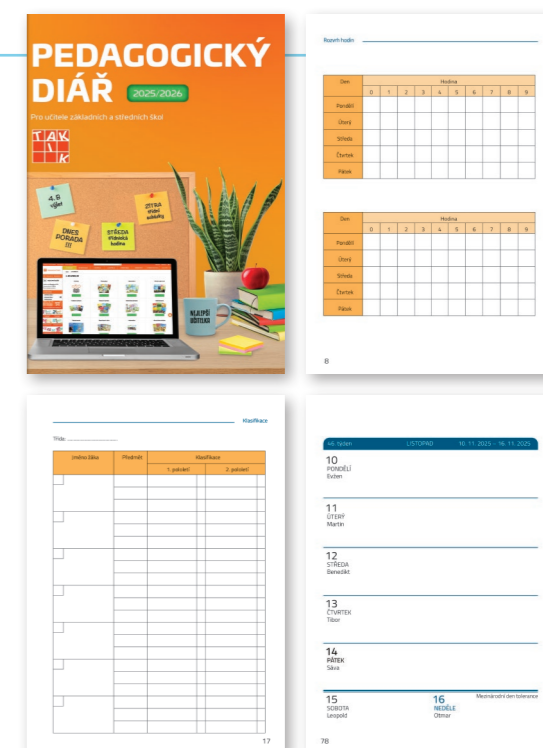 PEDAGOGICKÝ
DIÁŘ 2025/2026
Pro učitele základních a středních škol
TAK
I
K
4.B
výlet
DNES
PORADA
!!!
STŘEDA
třídnická
hodina
ZÍTRA
třídní
schůzky
NEJLEPŠÍ
UČITELKA
Rozvrh hodin
Den Hodina
0 1 2 3 4 5 6 7 8 9
Pondělí
Úterý
Středa
Čtvrtek
Pátek
Den Hodina
0 1 2 3 4 5 6 7 8 9
Pondělí
Úterý
Středa
Čtvrtek
Pátek
8
Klasifikace
Třída:
Jméno žáka Předmět Klasifikace
1. pololetí 2. pololetí
17
46. týden LISTOPAD 10. 11. 2025 – 16. 11. 2025
10
PONDĚLÍ
Evžen
11
ÚTERÝ
Martin
12
STŘEDA
Benedikt
13
ČTVRTEK
Tibor
14
PÁTEK
Sáva
15 16 Mezinárodní den tolerance
SOBOTA NEDĚLE
Leopold Otmar
78